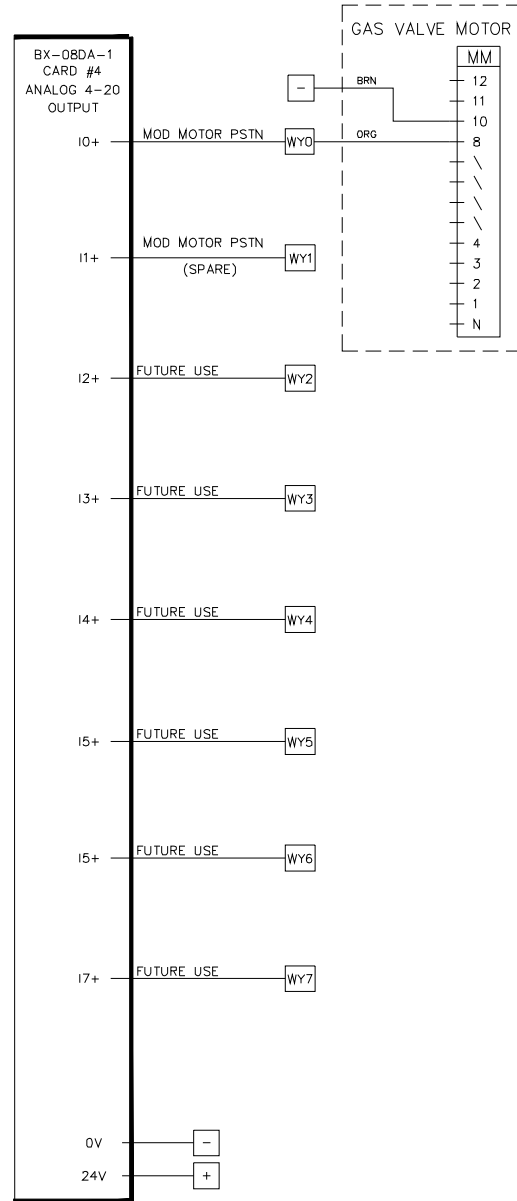 GAS VALVE MOTOR
BX-08DA-1
CARD #4
ANALOG 4-20
OUTPUT
MM
- BRN 12
11
10
I0+ MOD MOTOR PSTN WY0 ORG 8
\
\
\
\
4
3
2
1
N
I1+ MOD MOTOR PSTN WY1
(SPARE)
I2+ FUTURE USE WY2
I3+ FUTURE USE WY3
I4+ FUTURE USE WY4
I5+ FUTURE USE WY5
I5+ FUTURE USE WY6
I7+ FUTURE USE WY7
0V -
24V +